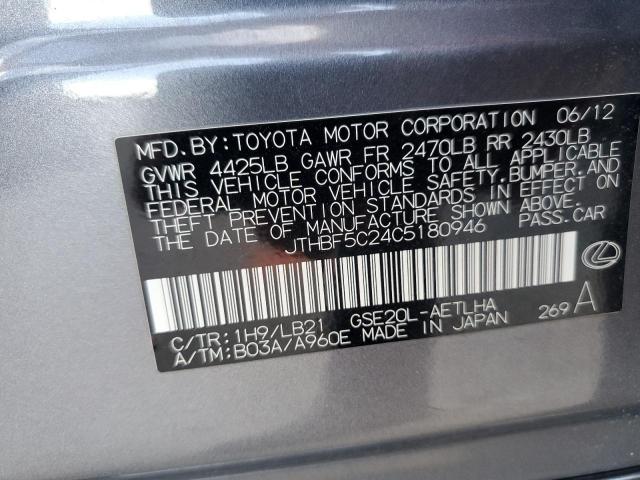 MFD. BY: TOYOTA MOTOR CORPORATION 06/12
GVWR 4425LB GAWR FR 2470LB RR 2430LB
THIS VEHICLE CONFORMS TO ALL APPLICABLE
FEDERAL MOTOR VEHICLE SAFETY, BUMPER, AND
THEFT PREVENTION STANDARDS IN EFFECT ON
THE DATE OF MANUFACTURE SHOWN ABOVE.
JTHBF5C24C5180946 PASS. CAR
C/TR: 1H9/LB21 GSE20L-AETLHA
A/TM: B03A/A960E MADE IN JAPAN 269 A